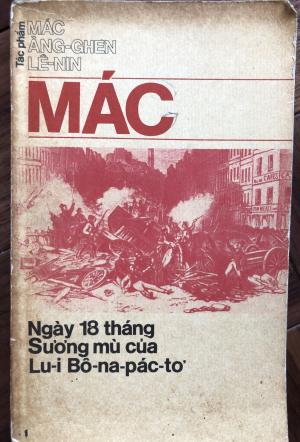 Tác phẩm
MÁC
ĂNG-GHEN
LÊ-NIN
MÁC
Ngày 18 tháng
Sương mù của
Lu-i Bô-na-pác-tơ